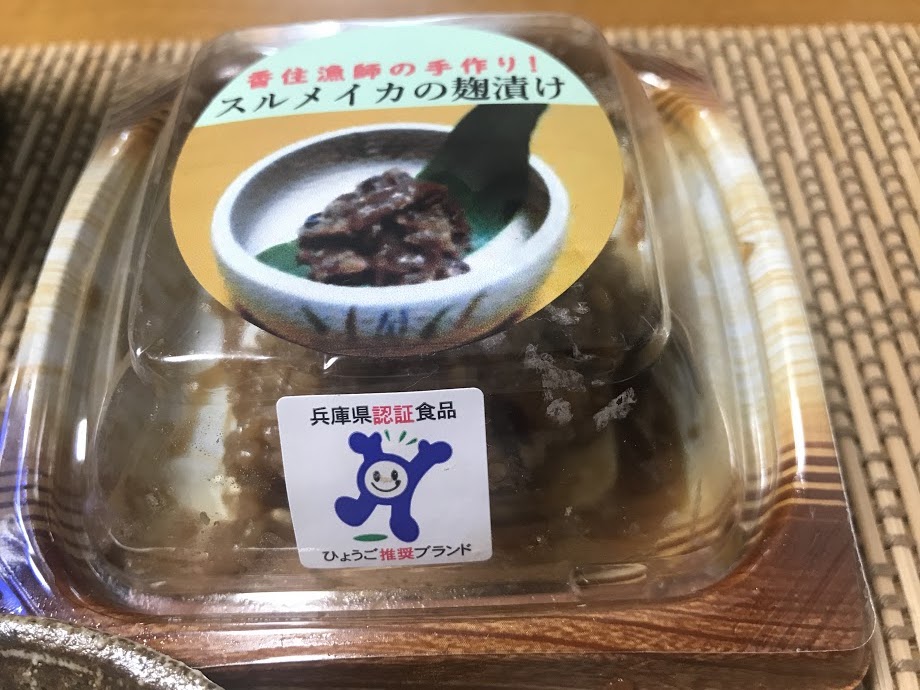 香住漁師の手作り!
スルメイカの麹漬け
兵庫県認証食品
ひょうご推奨ブランド